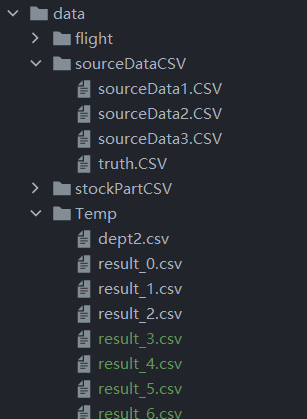 data
flight
sourceDataCSV
sourceData1.CSV
sourceData2.CSV
sourceData3.CSV
truth.CSV
stockPartCSV
Temp
dept2.csv
result_0.csv
result_1.csv
result_2.csv
result_3.csv
result_4.csv
result_5.csv
result_6.csv